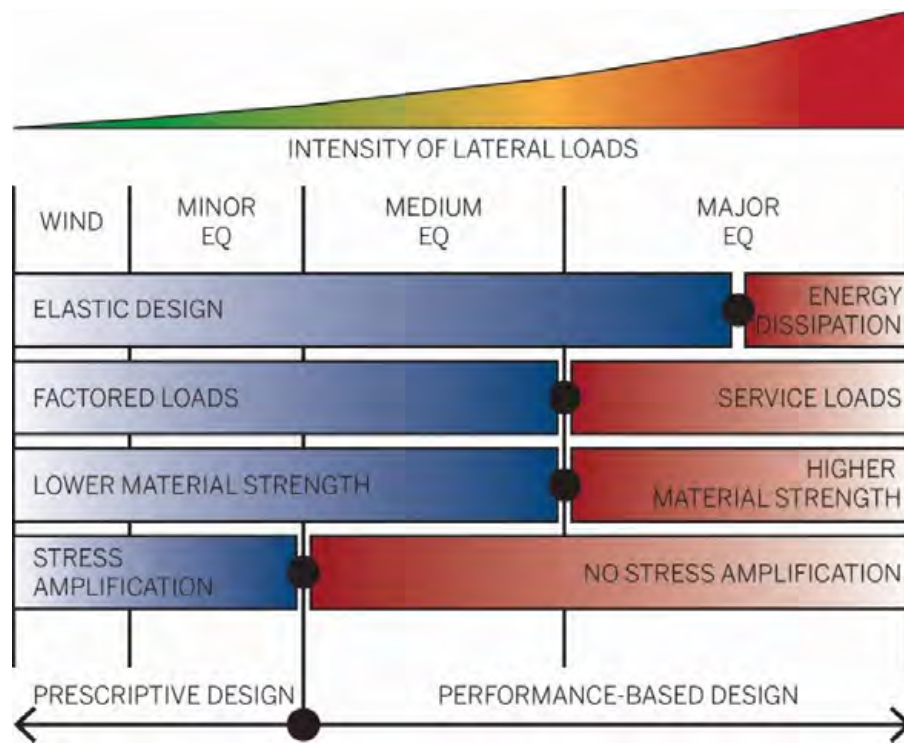 INTENSITY OF LATERAL LOADS
WIND
MINOR
EQ
MEDIUM
EQ
MAJOR
EQ
ELASTIC DESIGN
ENERGY
DISSIPATION
FACTORED LOADS
SERVICE LOADS
LOWER MATERIAL STRENGTH
HIGHER
MATERIAL STRENGTH
STRESS
AMPLIFICATION
NO STRESS AMPLIFICATION
PRESCRIPTIVE DESIGN
PERFORMANCE-BASED DESIGN